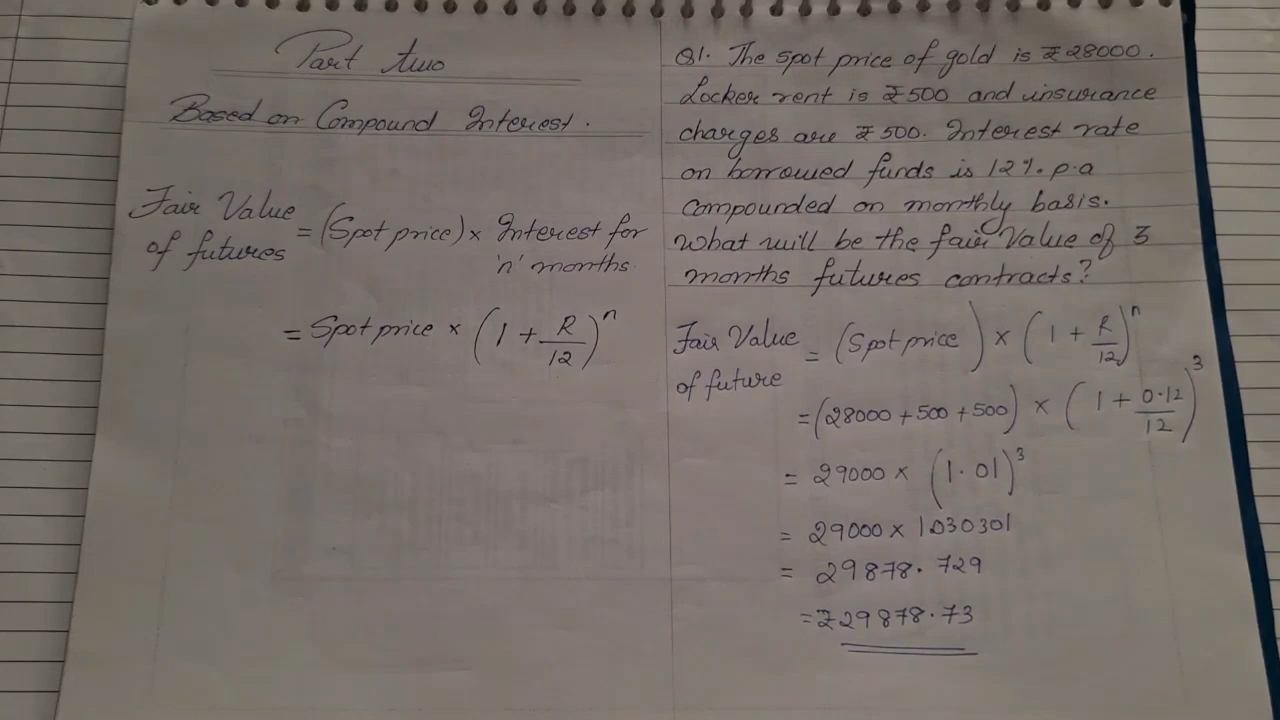 Part two
Based on Compound Interest.
Fair Value of futures = (Spot price) × Interest for 'n' months
= Spot price × (1 + R/12)^n
Q1. The spot price of gold is ₹28000.
Locker rent is ₹500 and insurance
charges are ₹500. Interest rate
on borrowed funds is 12% p.a
compounded on monthly basis.
What will be the fair Value of 3
months futures contracts?
Fair Value of future = (Spot price) × (1 + R/12)^n
= (28000 + 500 + 500) × (1 + 0.12/12)^3
= 29000 × (1.01)^3
= 29000 × 1.030301
= 29878.729
= ₹29878.73